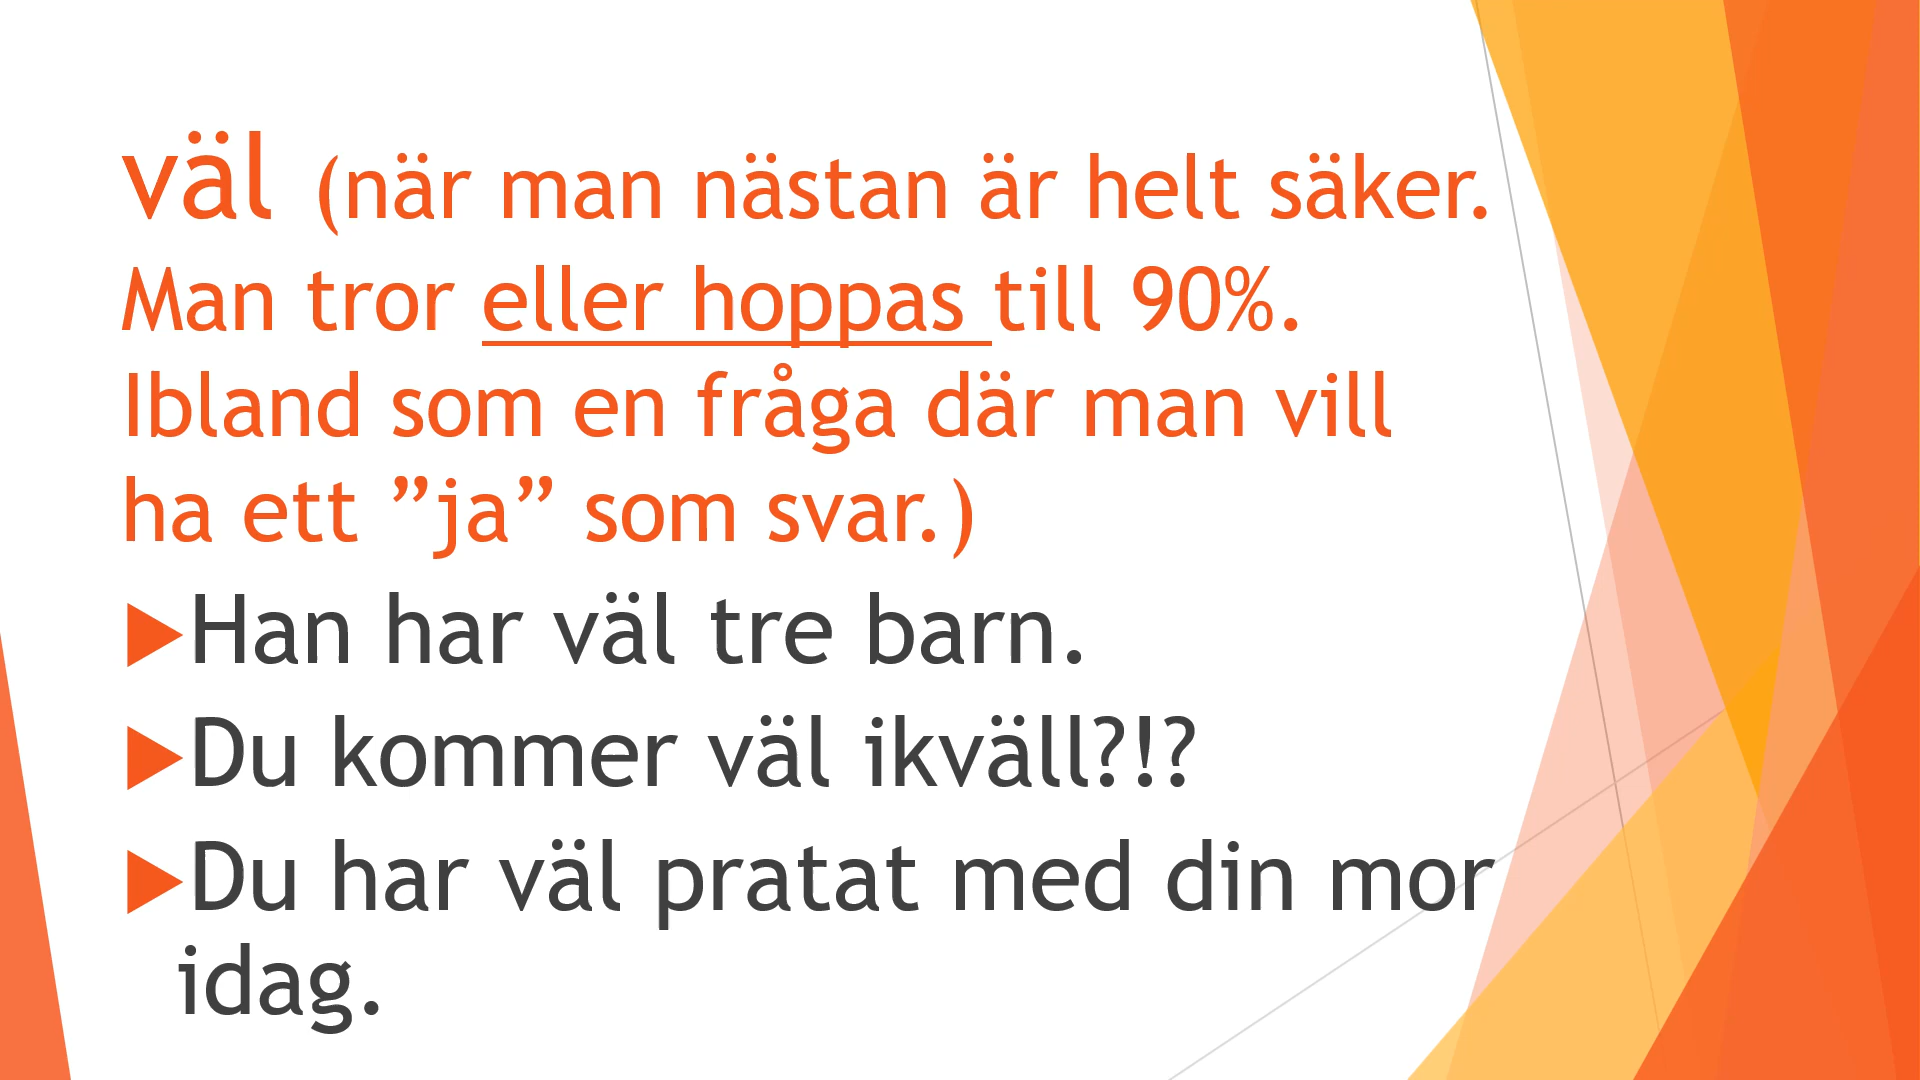 väl (när man nästan är helt säker.
Man tror eller hoppas till 90%.
Ibland som en fråga där man vill
ha ett ”ja” som svar.)
Han har väl tre barn.
Du kommer väl ikväll?!?
Du har väl pratat med din mor
idag.